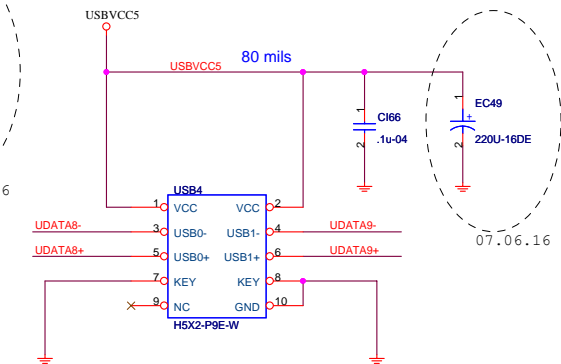 USBVCC5
USBVCC5
80 mils
1
CI66
2
.1u-04
1
+
EC49
2
220U-16DE
07.06.16
6
USB4
1
VCC
VCC
2
UDATA8-
3
USB0-
USB1-
4
UDATA9-
UDATA8+
5
USB0+
USB1+
6
UDATA9+
7
KEY
KEY
8
9
NC
GND
10
H5X2-P9E-W